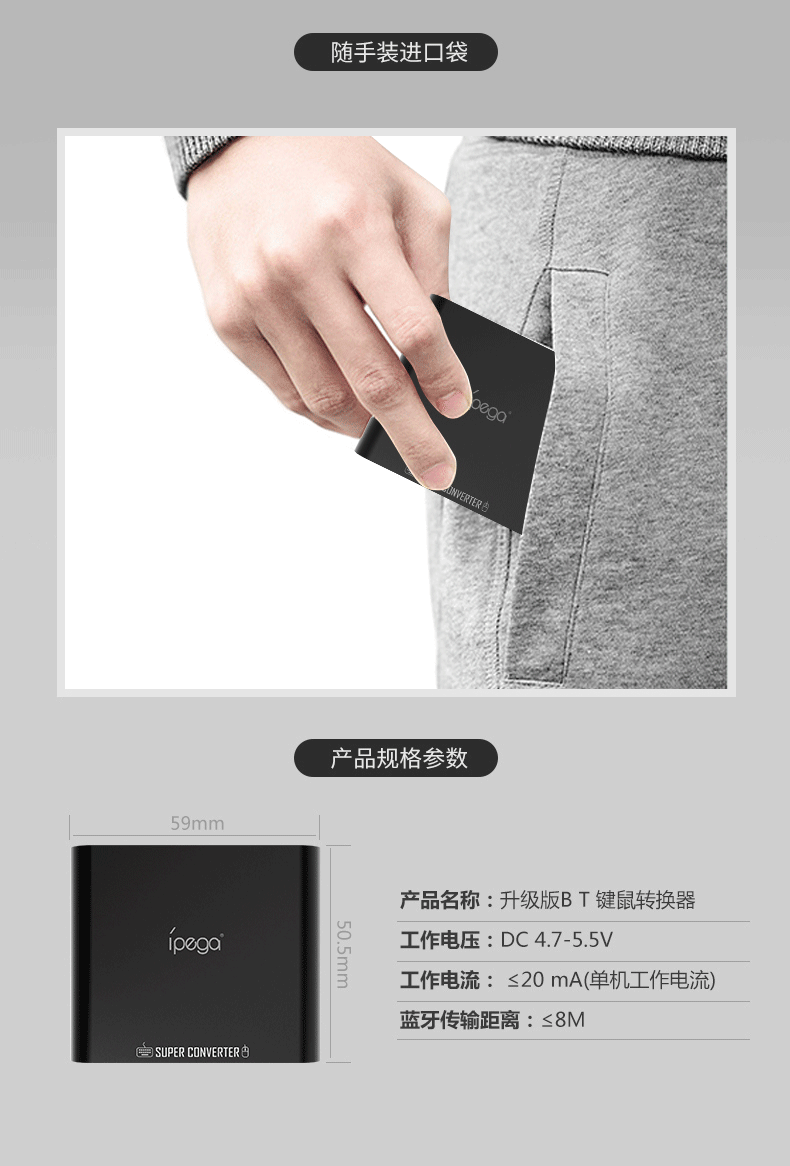 随手装进口袋
ípega
CONVERTER
产品规格参数
59mm
50.5mm
ípega
SUPER CONVERTER
产品名称：升级版B T 键鼠转换器
工作电压：DC 4.7-5.5V
工作电流： ≤20 mA(单机工作电流)
蓝牙传输距离：≤8M